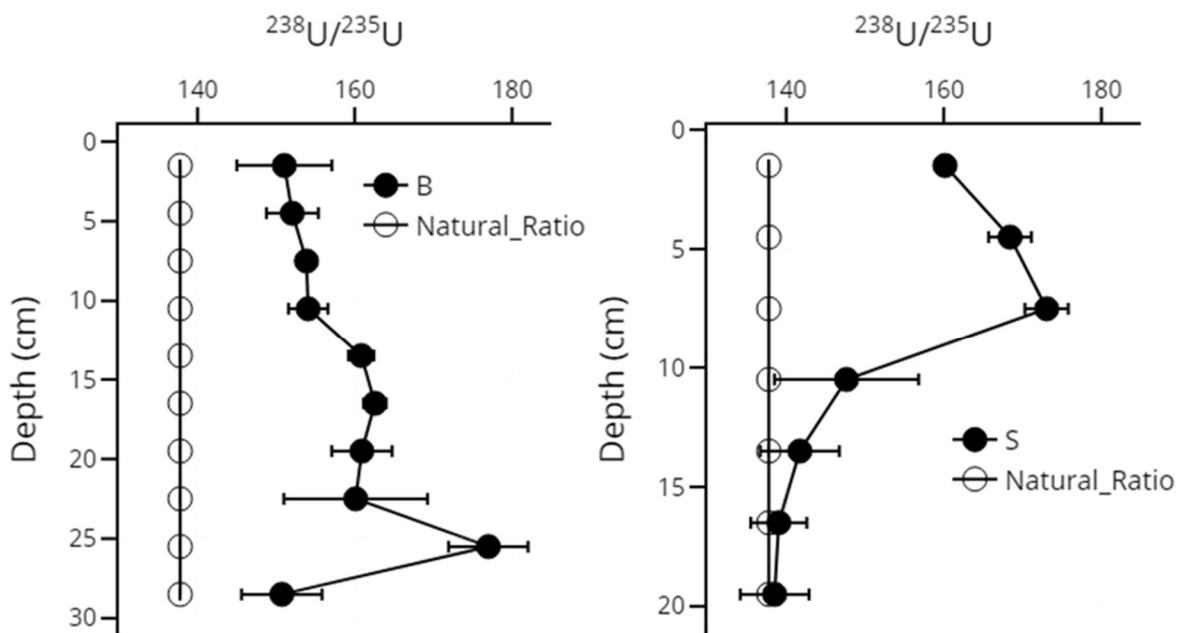 ²³⁸U/²³⁵U
140 160 180
0
5
10
15
20
25
30
Depth (cm)
B
Natural_Ratio
²³⁸U/²³⁵U
140 160 180
0
5
10
15
20
Depth (cm)
S
Natural_Ratio